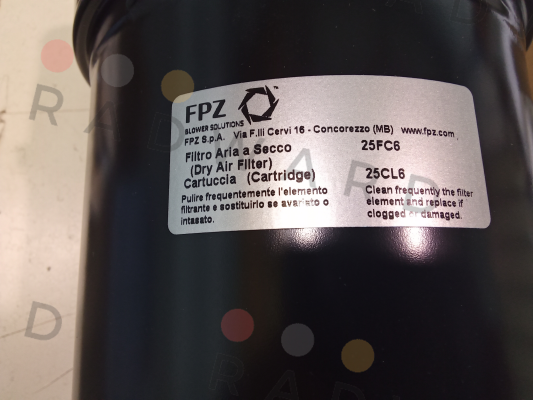 FPZ
BLOWER SOLUTIONS
FPZ S.p.A. Via F.lli Cervi 16 - Concorezzo (MB) www.fpz.com
Filtro Aria a Secco 25FC6
(Dry Air Filter)
Cartuccia (Cartridge) 25CL6
Pulire frequentemente l'elemento
filtrante e sostituirlo se avariato o
intasato.
Clean frequently the filter
element and replace if
clogged or damaged.